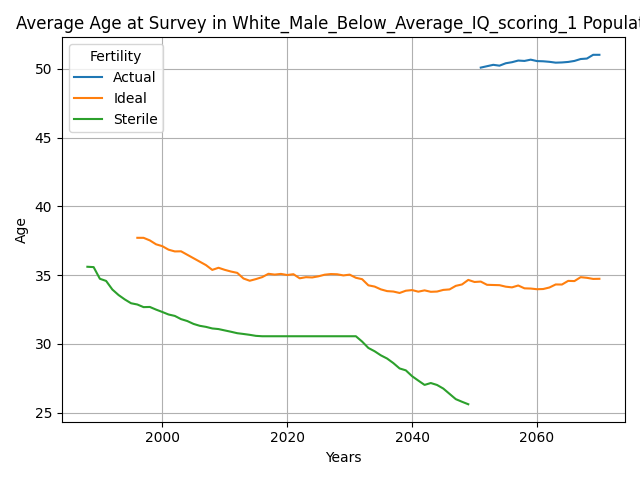 Average Age at Survey in White_Male_Below_Average_IQ_scoring_1 Populat
Fertility
Actual
Ideal
Sterile
50
45
40
35
30
25
Age
2000 2020 2040 2060
Years